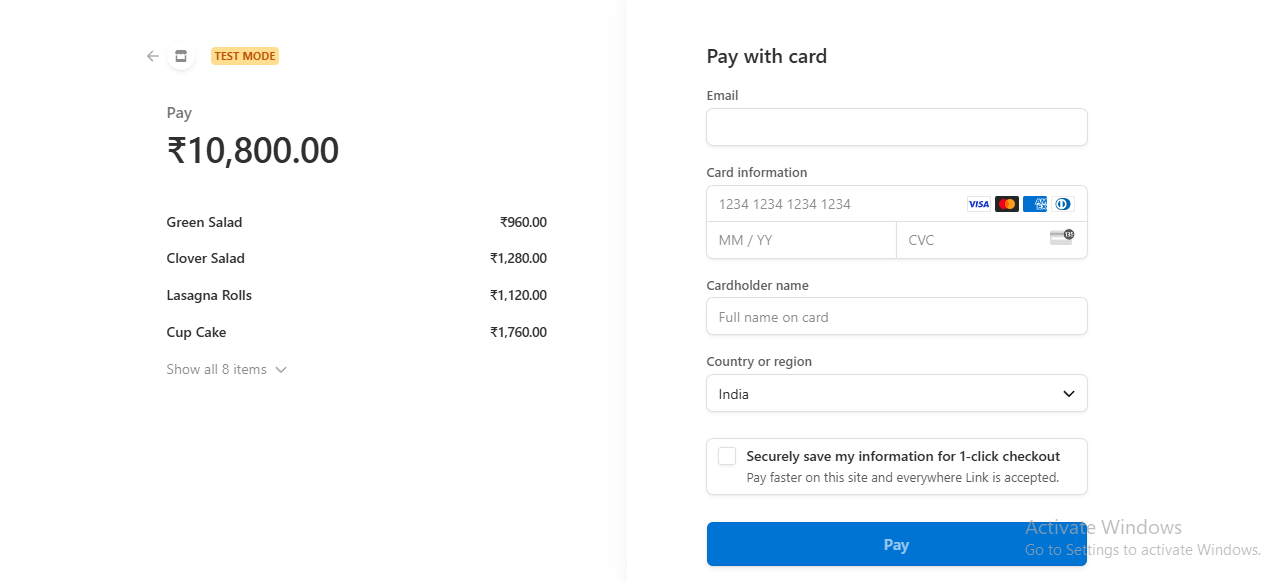 TEST MODE
Pay
₹10,800.00
Green Salad ₹960.00
Clover Salad ₹1,280.00
Lasagna Rolls ₹1,120.00
Cup Cake ₹1,760.00
Show all 8 items
Pay with card
Email
Card information
1234 1234 1234 1234 VISA AMEX
MM / YY CVC 135
Cardholder name
Full name on card
Country or region
India
Securely save my information for 1-click checkout
Pay faster on this site and everywhere Link is accepted.
Pay
Activate Windows
Go to Settings to activate Windows.